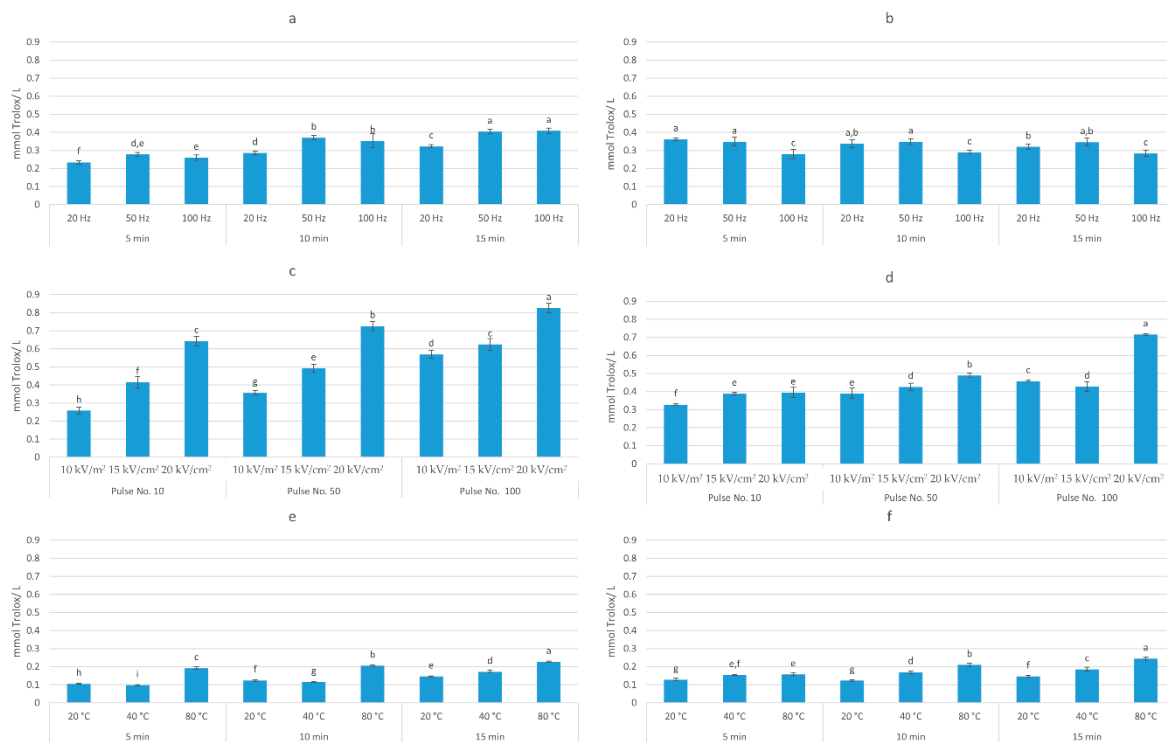 a
mmol Trolox/ L
0.9
0.8
0.7
0.6
0.5
0.4
0.3
0.2
0.1
0
f
d,e
e
d
b
b
c
a
a
20 Hz 50 Hz 100 Hz 20 Hz 50 Hz 100 Hz 20 Hz 50 Hz 100 Hz
5 min 10 min 15 min
b
mmol Trolox/ L
0.9
0.8
0.7
0.6
0.5
0.4
0.3
0.2
0.1
0
a
a
c
a,b
a
c
b
a,b
c
20 Hz 50 Hz 100 Hz 20 Hz 50 Hz 100 Hz 20 Hz 50 Hz 100 Hz
5 min 10 min 15 min
c
mmol Trolox/ L
0.9
0.8
0.7
0.6
0.5
0.4
0.3
0.2
0.1
0
a
b
c
c
d
e
f
g
h
10 kV/m² 15 kV/cm² 20 kV/cm² 10 kV/m² 15 kV/cm² 20 kV/cm² 10 kV/m² 15 kV/cm² 20 kV/cm²
Pulse No. 10 Pulse No. 50 Pulse No. 100
d
mmol Trolox/ L
0.9
0.8
0.7
0.6
0.5
0.4
0.3
0.2
0.1
0
f
e
e
e
d
b
c
d
a
10 kV/m² 15 kV/cm² 20 kV/cm² 10 kV/m² 15 kV/cm² 20 kV/cm² 10 kV/m² 15 kV/cm² 20 kV/cm²
Pulse No. 10 Pulse No. 50 Pulse No. 100
e
mmol Trolox/ L
0.9
0.8
0.7
0.6
0.5
0.4
0.3
0.2
0.1
0
h
i
c
f
g
b
e
d
a
20 °C 40 °C 80 °C 20 °C 40 °C 80 °C 20 °C 40 °C 80 °C
5 min 10 min 15 min
f
mmol Trolox/ L
0.9
0.8
0.7
0.6
0.5
0.4
0.3
0.2
0.1
0
g
e,f
e
g
d
b
f
c
a
20 °C 40 °C 80 °C 20 °C 40 °C 80 °C 20 °C 40 °C 80 °C
5 min 10 min 15 min